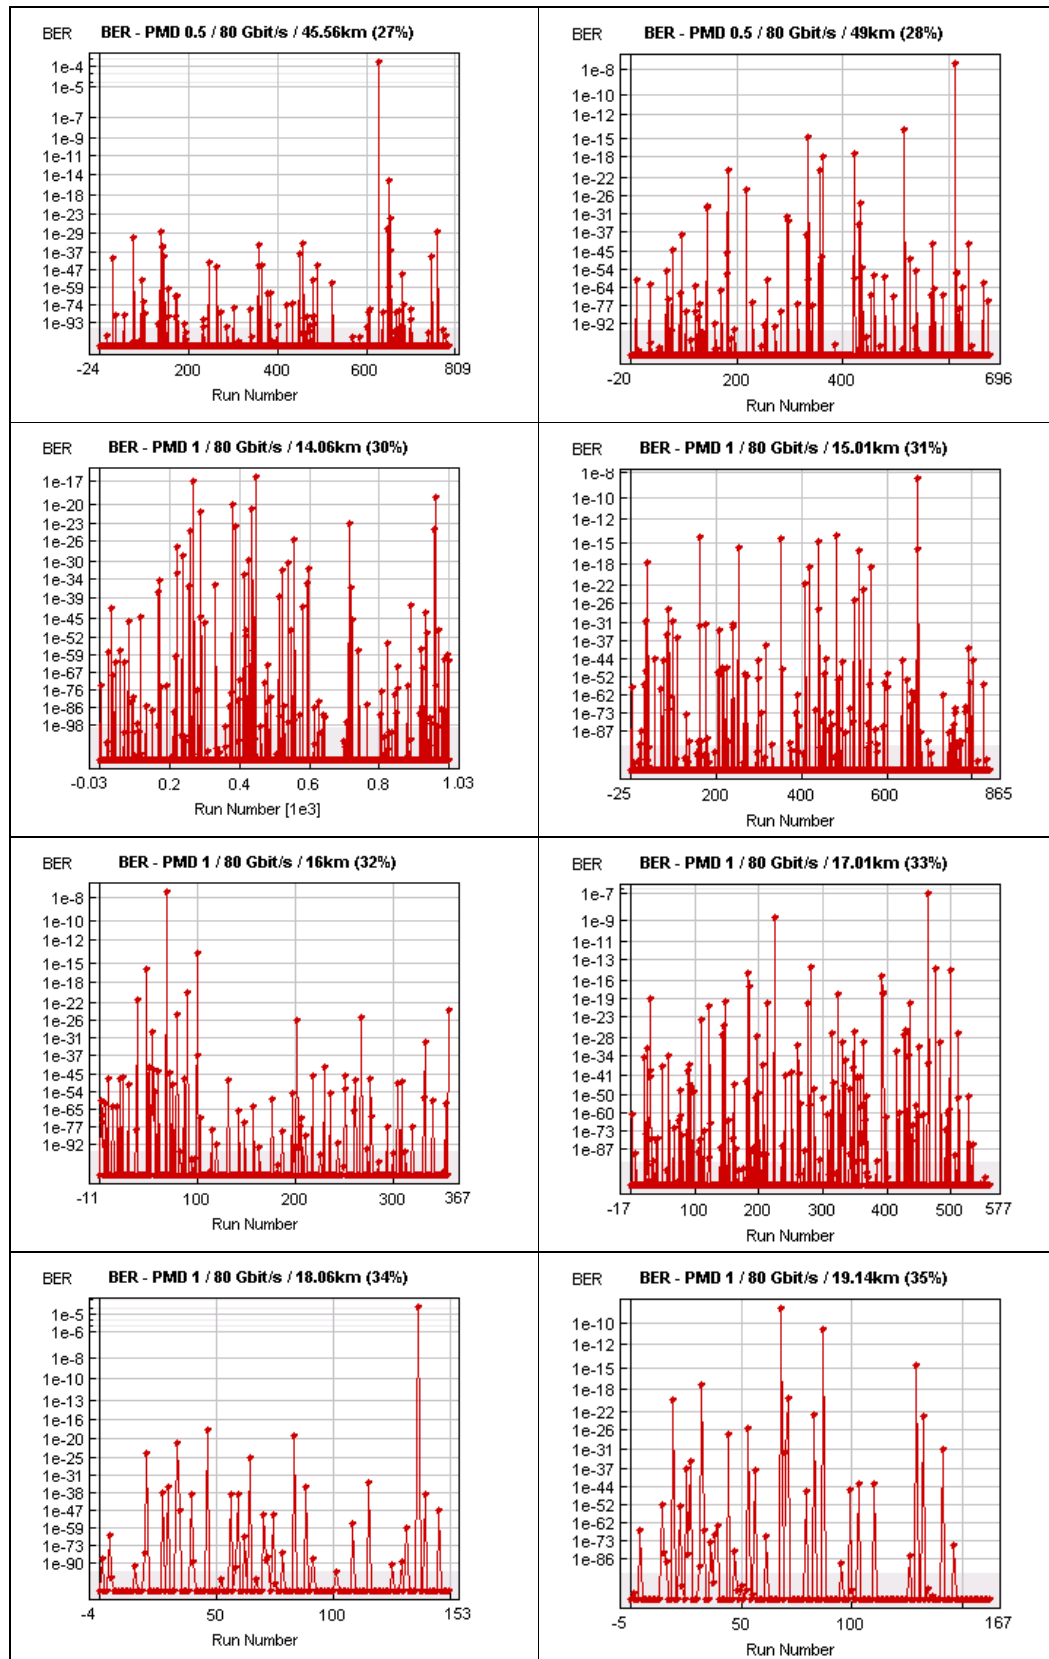 BER BER - PMD 0.5 / 80 Gbit/s / 45.56km (27%)
1e-4
1e-5
1e-7
1e-9
1e-11
1e-14
1e-18
1e-23
1e-29
1e-37
1e-47
1e-59
1e-74
1e-93
-24 200 400 600 809
Run Number
BER BER - PMD 0.5 / 80 Gbit/s / 49km (28%)
1e-8
1e-10
1e-12
1e-15
1e-18
1e-22
1e-26
1e-31
1e-37
1e-45
1e-54
1e-64
1e-77
1e-92
-20 200 400 696
Run Number
BER BER - PMD 1 / 80 Gbit/s / 14.06km (30%)
1e-17
1e-20
1e-23
1e-26
1e-30
1e-34
1e-39
1e-45
1e-52
1e-59
1e-67
1e-76
1e-86
1e-98
-0.03 0.2 0.4 0.6 0.8 1.03
Run Number [1e3]
BER BER - PMD 1 / 80 Gbit/s / 15.01km (31%)
1e-8
1e-10
1e-12
1e-15
1e-18
1e-22
1e-26
1e-31
1e-37
1e-44
1e-52
1e-62
1e-73
1e-87
-25 200 400 600 865
Run Number
BER BER - PMD 1 / 80 Gbit/s / 16km (32%)
1e-8
1e-10
1e-12
1e-15
1e-18
1e-22
1e-26
1e-31
1e-37
1e-45
1e-54
1e-65
1e-77
1e-92
-11 100 200 300 367
Run Number
BER BER - PMD 1 / 80 Gbit/s / 17.01km (33%)
1e-7
1e-9
1e-11
1e-13
1e-16
1e-19
1e-23
1e-28
1e-34
1e-41
1e-50
1e-60
1e-73
1e-87
-17 100 200 300 400 500 577
Run Number
BER BER - PMD 1 / 80 Gbit/s / 18.06km (34%)
1e-5
1e-6
1e-8
1e-10
1e-13
1e-16
1e-20
1e-25
1e-31
1e-38
1e-47
1e-59
1e-73
1e-90
-4 50 100 153
Run Number
BER BER - PMD 1 / 80 Gbit/s / 19.14km (35%)
1e-10
1e-12
1e-15
1e-18
1e-22
1e-26
1e-31
1e-37
1e-44
1e-52
1e-62
1e-73
1e-86
-5 50 100 167
Run Number